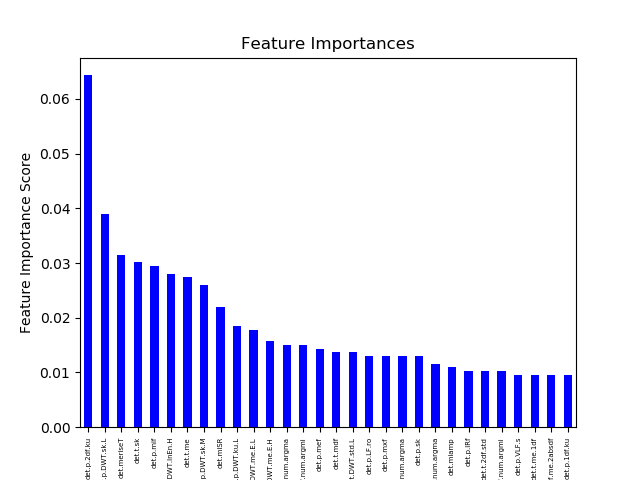 Feature Importances
Feature Importance Score
0.06
0.05
0.04
0.03
0.02
0.01
0.00
det.p.2df.ku
.p.DWT.sk.L
det.meriseT
det.t.sk
det.p.mif
DWT.inEn.H
det.t.me
p.DWT.sk.M
det.mISR
.p.DWT.ku.L
DWT.me.E.L
DWT.me.E.H
num.argma
.num.argmi
det.p.mef
det.t.mdf
t.DWT.std.L
det.p.LF.ro
det.p.mxf
num.argma
det.p.sk
num.argma
det.miamp
det.p.IRf
det.t.2df.std
.num.argmi
det.p.VLF.s
det.t.me.1df
f.me.2absdf
det.p.1df.ku